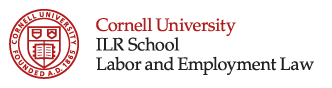 CORNELL UNIVERSITY
FOUNDED A.D. 1865
Cornell University
ILR School
Labor and Employment Law